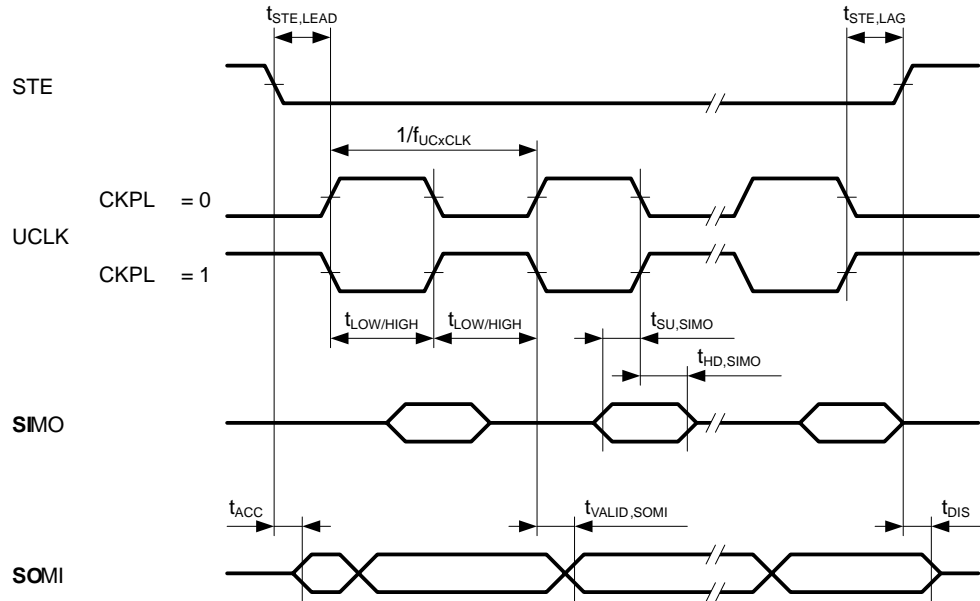 tSTE,LEAD
tSTE,LAG
STE
1/fUCxCLK
CKPL = 0
UCLK
CKPL = 1
tLOW/HIGH tLOW/HIGH
tSU,SIMO
tHD,SIMO
SIMO
tACC
tVALID,SOMI
tDIS
SOMI